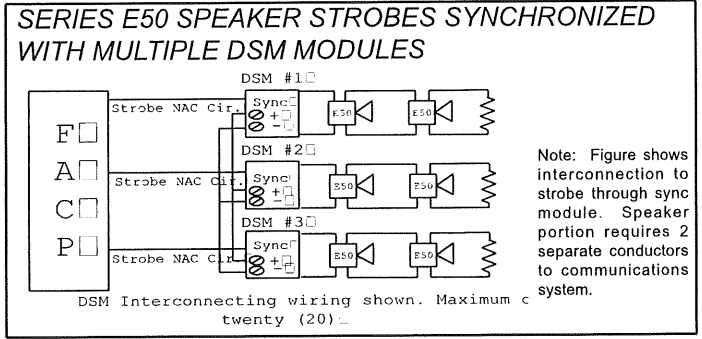 SERIES E50 SPEAKER STROBES SYNCHRONIZED
WITH MULTIPLE DSM MODULES
DSM #1
Strobe NAC Cir.
Sync
+
-
E50
E50
DSM #2
Strobe NAC Cir.
Sync
+
-
E50
E50
DSM #3
Strobe NAC Cir
Sync
+
-
E50
E50
F
A
C
P
Note: Figure shows
interconnection to
strobe through sync
module. Speaker
portion requires 2
separate conductors
to communications
system.
DSM Interconnecting wiring shown. Maximum
twenty (20)